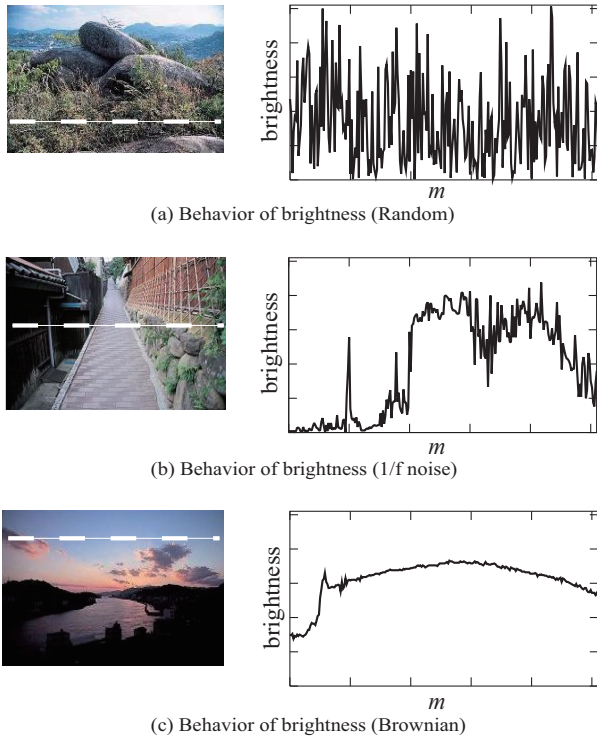 brightness
m
(a) Behavior of brightness (Random)
brightness
m
(b) Behavior of brightness (1/f noise)
brightness
m
(c) Behavior of brightness (Brownian)